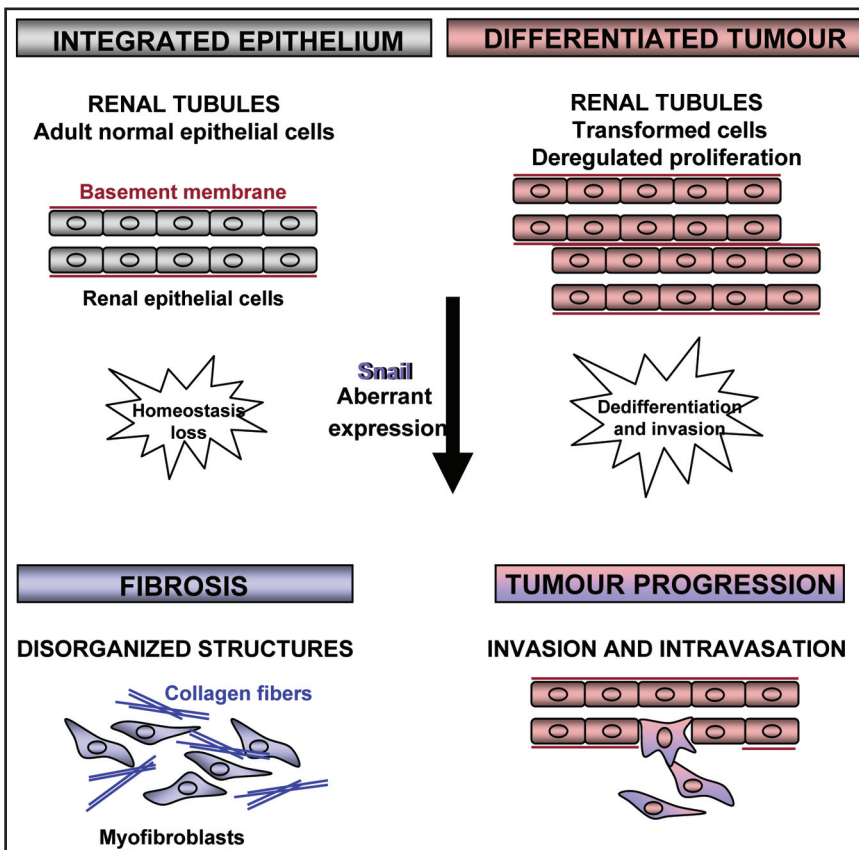 INTEGRATED EPITHELIUM
DIFFERENTIATED TUMOUR
RENAL TUBULES
Adult normal epithelial cells
RENAL TUBULES
Transformed cells
Deregulated proliferation
Basement membrane
Renal epithelial cells
Homeostasis
loss
Snail
Aberrant
expression
Dedifferentiation
and invasion
FIBROSIS
TUMOUR PROGRESSION
DISORGANIZED STRUCTURES
INVASION AND INTRAVASATION
Collagen fibers
Myofibroblasts